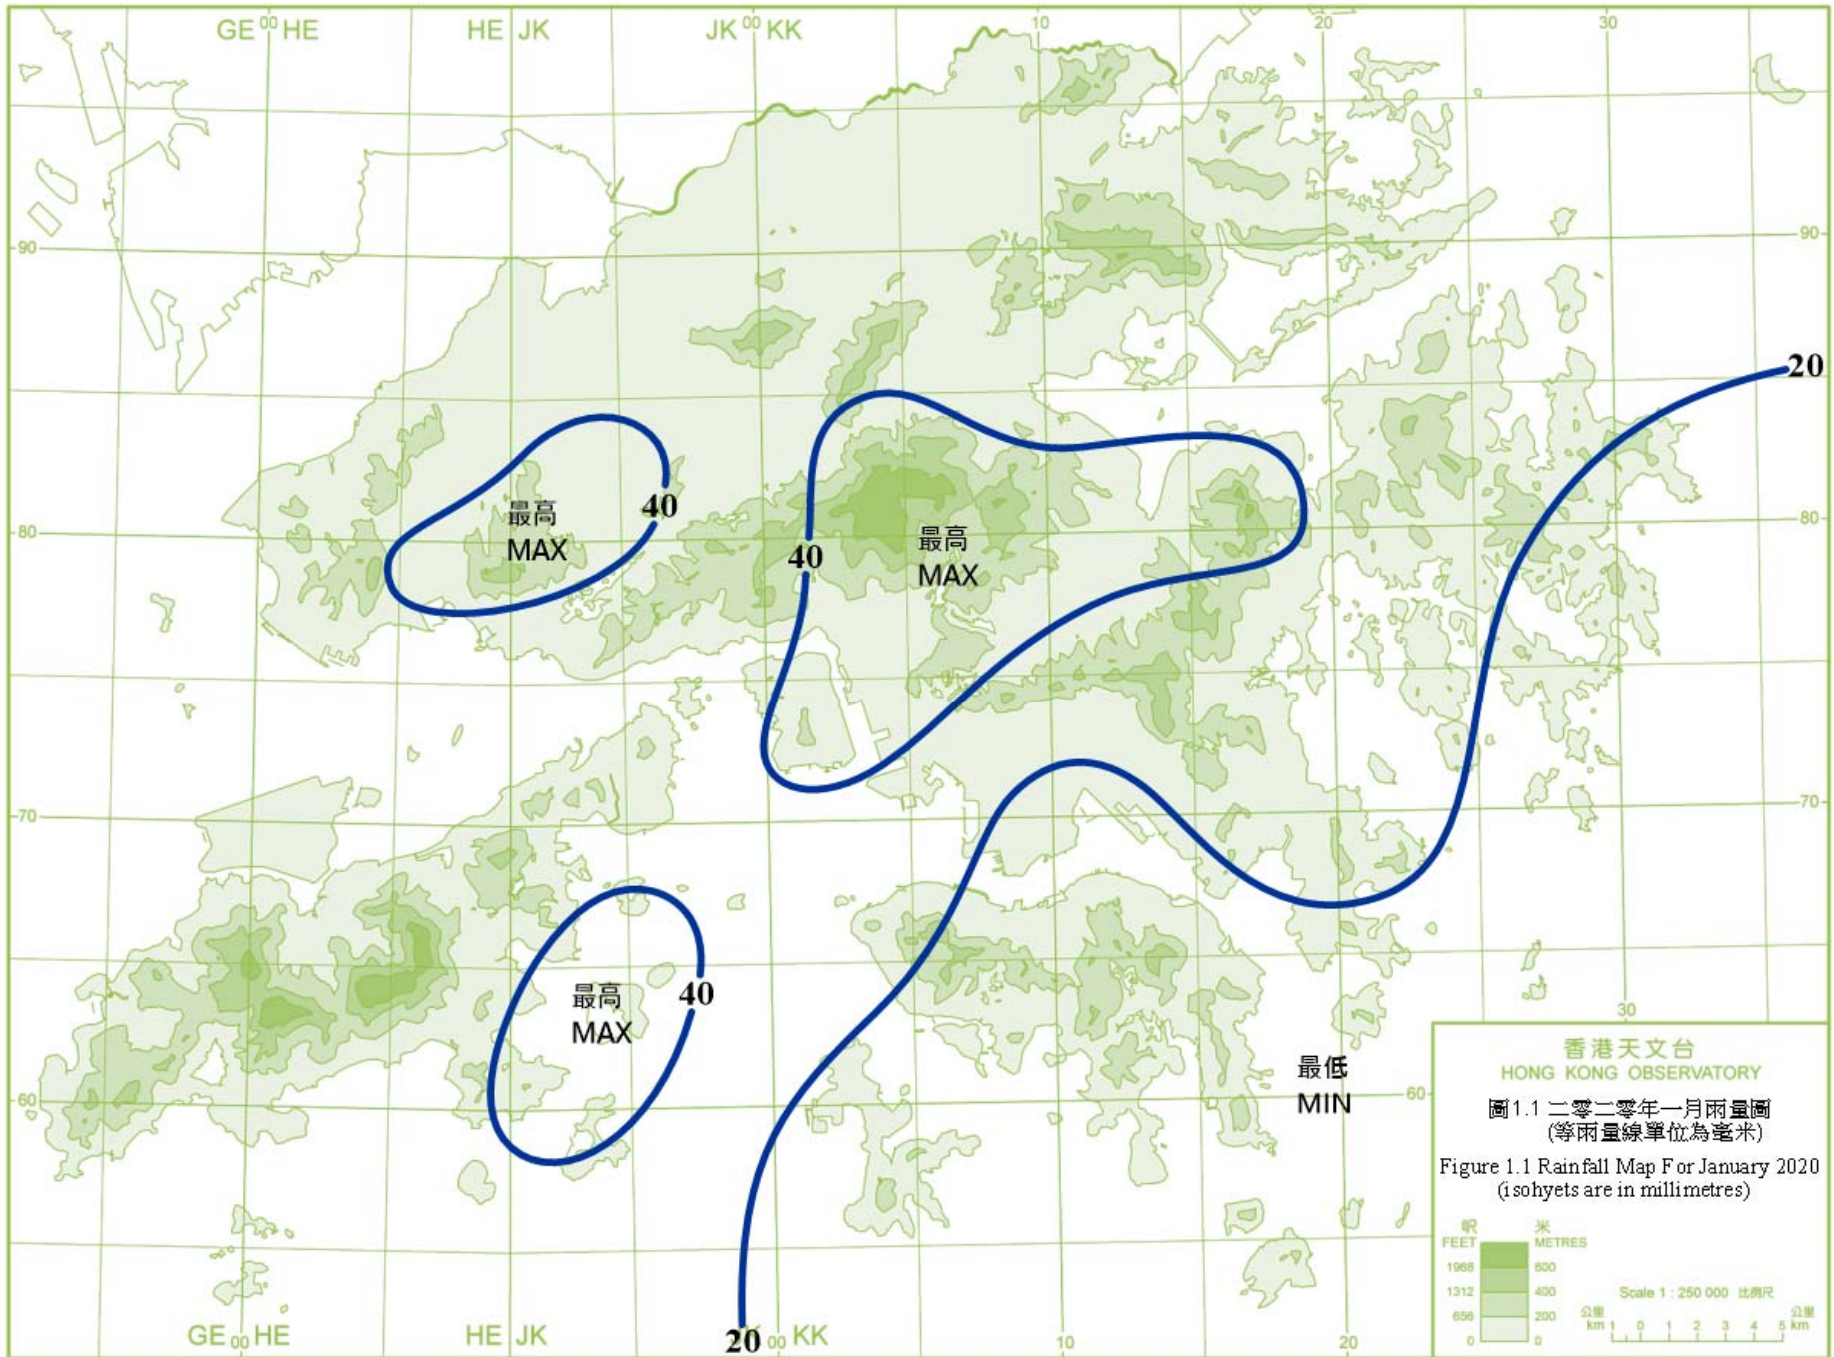 GE 00 HE
HE JK
JK 00 KK
10
20
30
90
90
20
40
最高
MAX
80
40
最高
MAX
80
70
70
40
最高
MAX
30
最低
MIN
60
60
香港天文台
HONG KONG OBSERVATORY
圖1.1 二零二零年一月雨量圖
(等雨量線單位為毫米)
Figure 1.1 Rainfall Map For January 2020
(isohyets are in millimetres)
呎 米
FEET METRES
1968 600
1312 400
656 200
0 0
Scale 1 : 250 000 比例尺
公里 公里
km 1 0 1 2 3 4 5 km
GE 00 HE
HE JK
20
00 KK
10
20